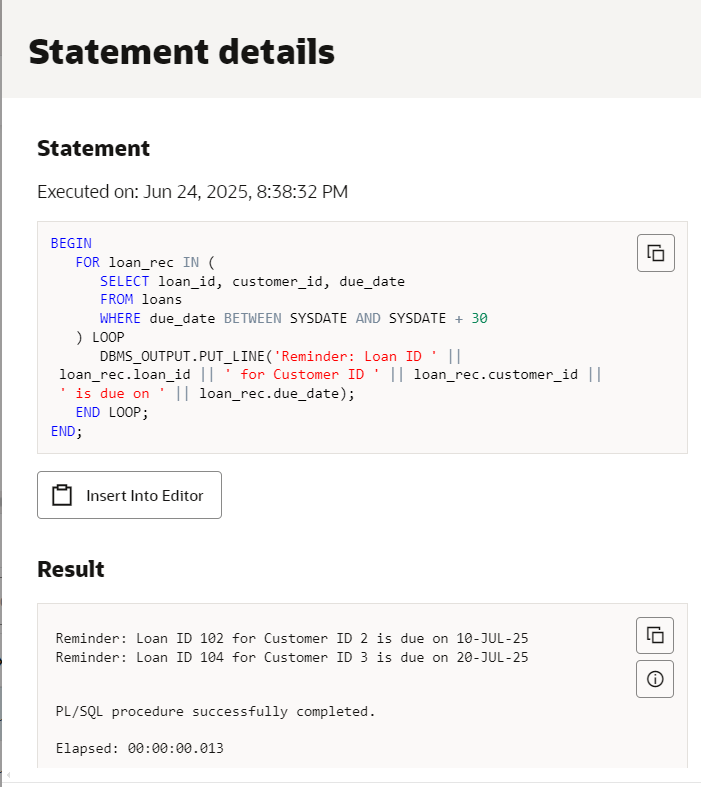 Statement details
Statement
Executed on: Jun 24, 2025, 8:38:32 PM
BEGIN
   FOR loan_rec IN (
      SELECT loan_id, customer_id, due_date
      FROM loans
      WHERE due_date BETWEEN SYSDATE AND SYSDATE + 30
   ) LOOP
      DBMS_OUTPUT.PUT_LINE('Reminder: Loan ID ' ||
 loan_rec.loan_id || ' for Customer ID ' || loan_rec.customer_id ||
 ' is due on ' || loan_rec.due_date);
   END LOOP;
END;
Insert Into Editor
Result
Reminder: Loan ID 102 for Customer ID 2 is due on 10-JUL-25
Reminder: Loan ID 104 for Customer ID 3 is due on 20-JUL-25
PL/SQL procedure successfully completed.
Elapsed: 00:00:00.013